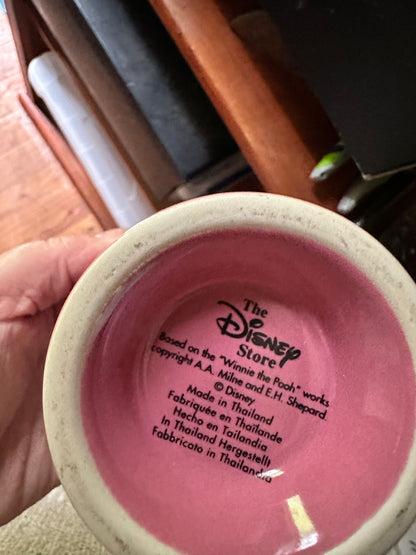 The
Disney
Store
Based on the "Winnie the Pooh" works
copyright A.A. Milne and E.H. Shepard
© Disney
Made in Thailand
Fabriquée en Thaïlande
Hecho en Tailandia
In Thailand Hergestellt
Fabbricato in Thailandia